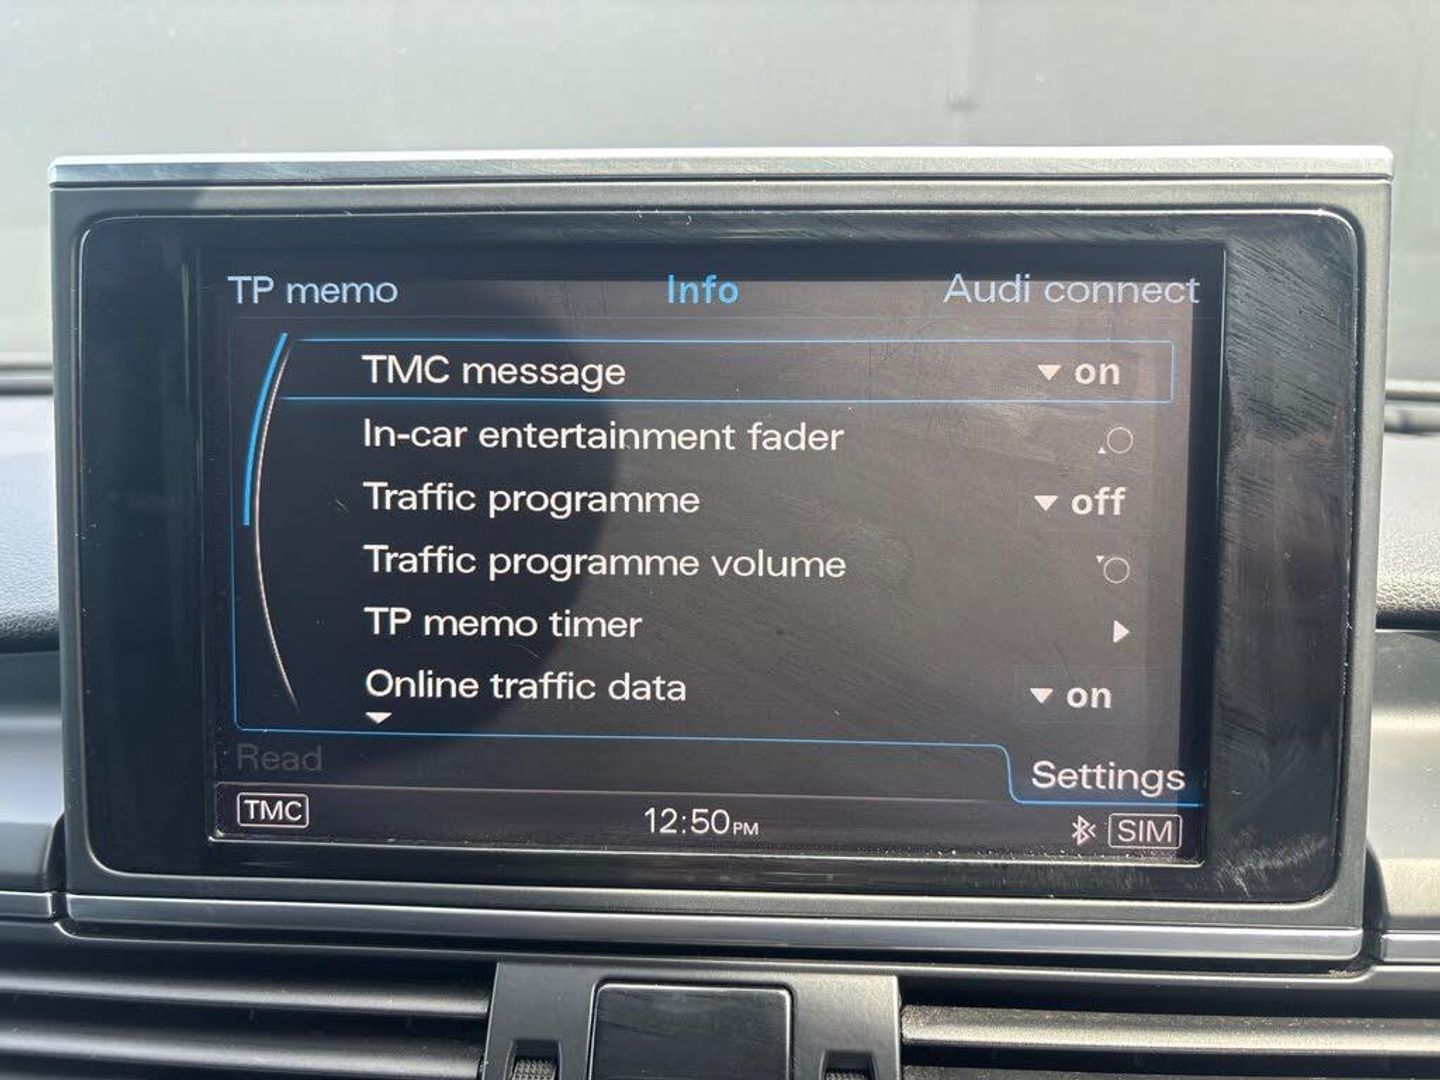 TP memo Info Audi connect
TMC message on
In-car entertainment fader
Traffic programme off
Traffic programme volume
TP memo timer
Online traffic data on
Read Settings
TMC 12:50PM SIM